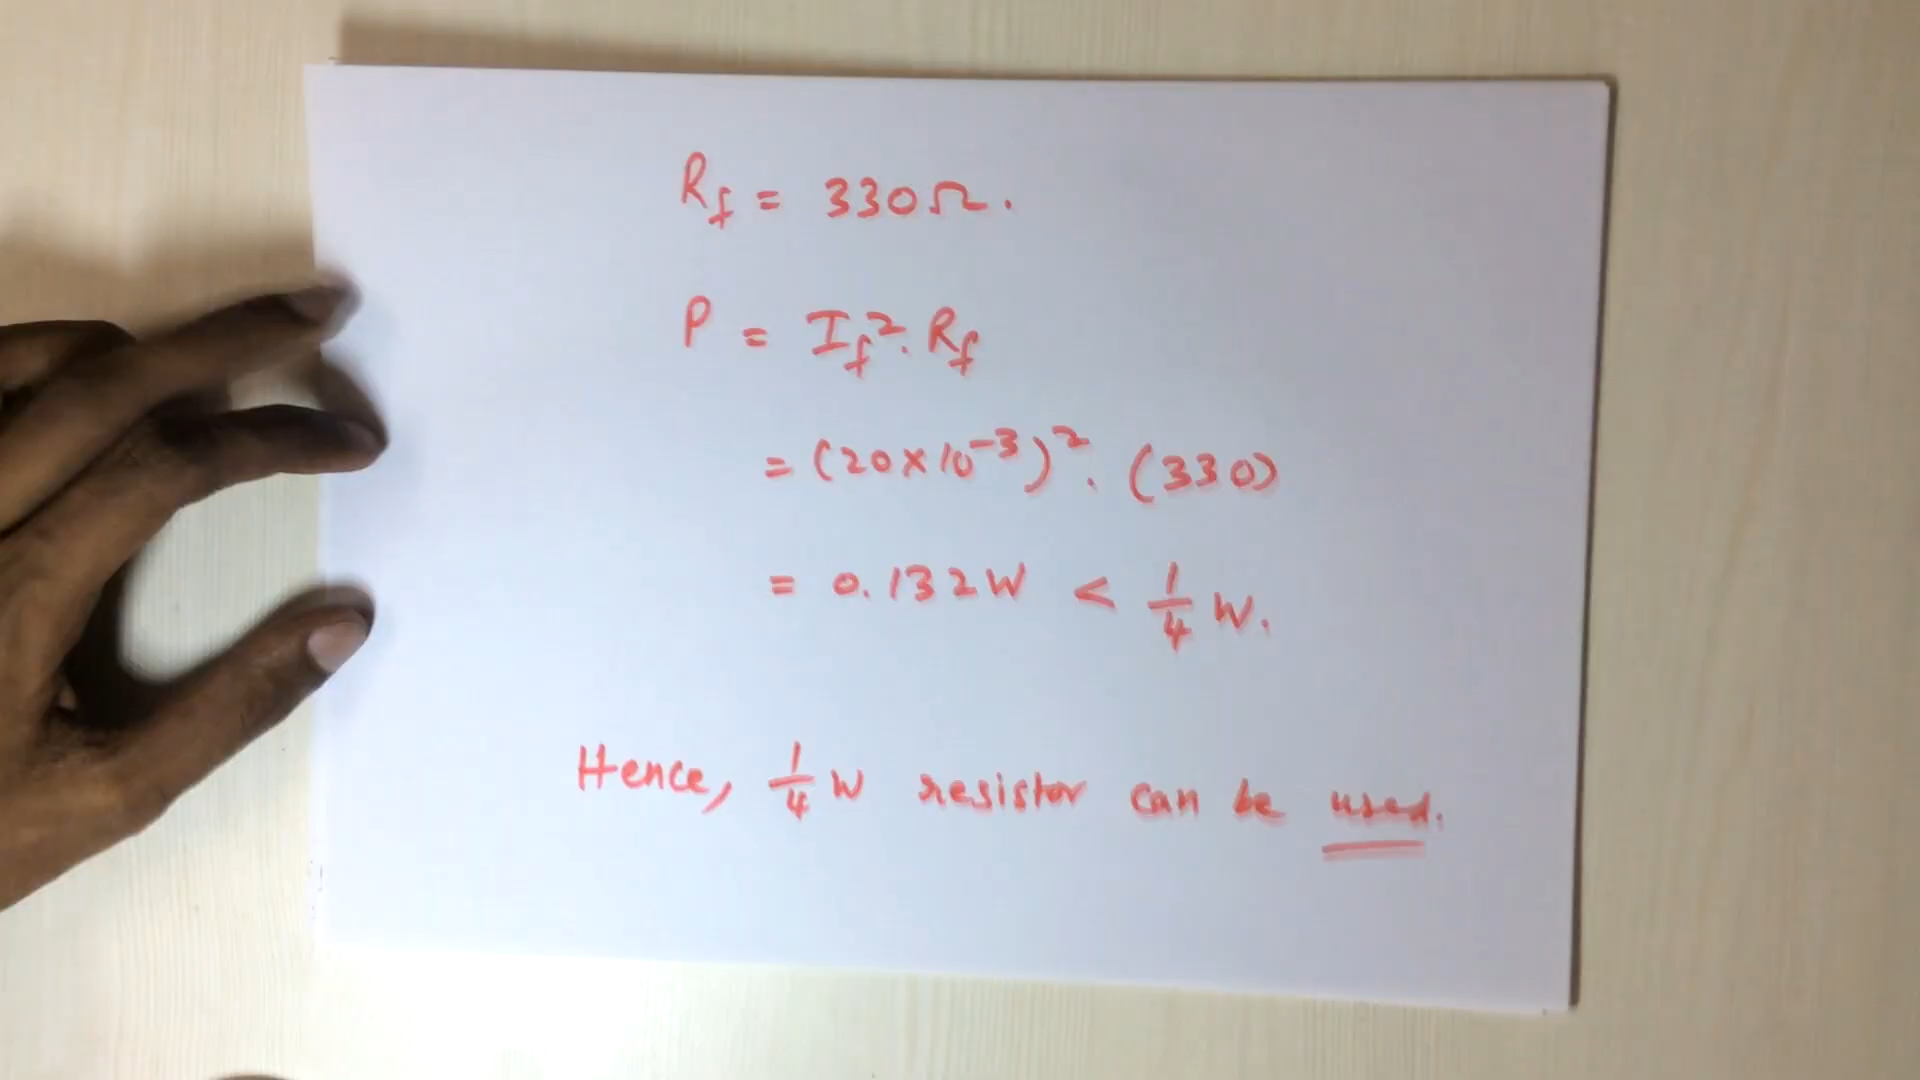 Rf = 330Ω.
P = If². Rf
= (20×10⁻³)². (330)
= 0.132W < 1/4 W.
Hence, 1/4 W resistor can be used.